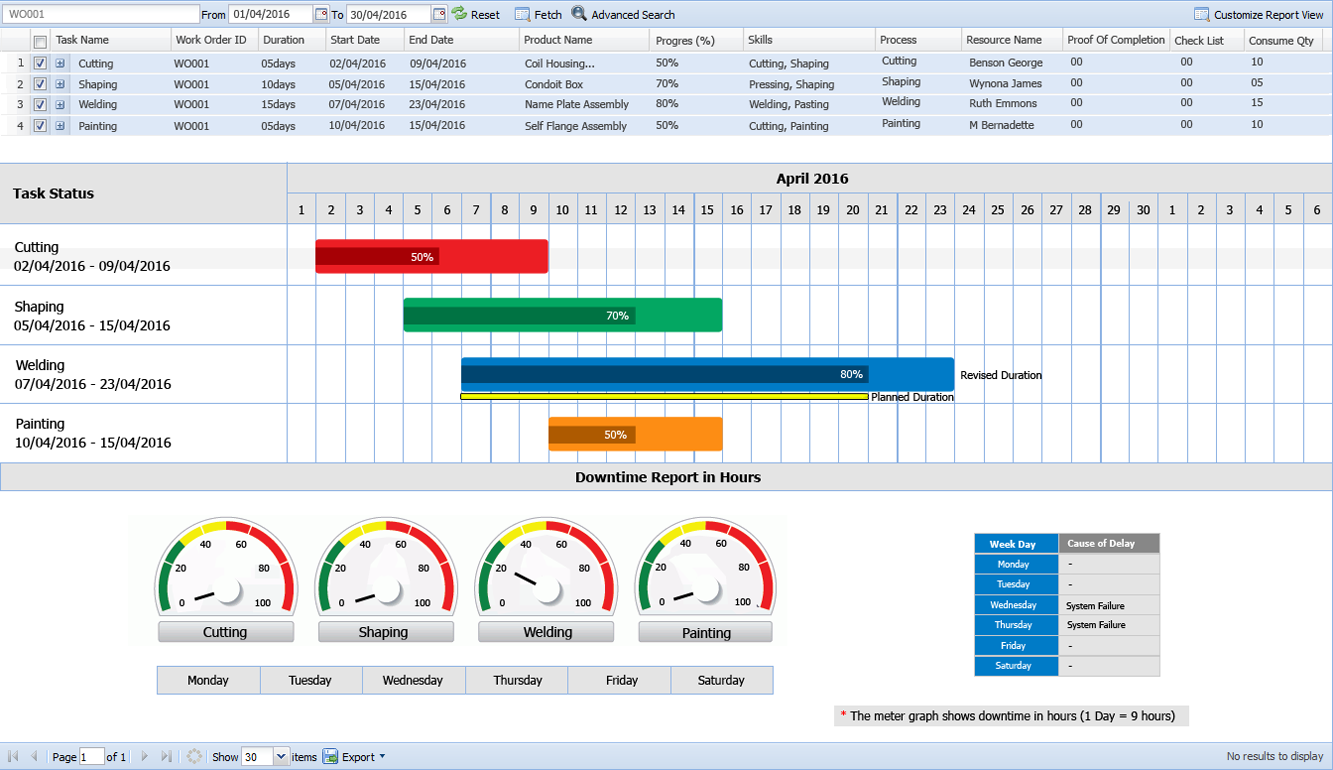 WO001 From 01/04/2016 To 30/04/2016 Reset Fetch Advanced Search Customize Report View
Task Name Work Order ID Duration Start Date End Date Product Name Progres (%) Skills Process Resource Name Proof Of Completion Check List Consume Qty
1 Cutting WO001 05days 02/04/2016 09/04/2016 Coil Housing... 50% Cutting, Shaping Cutting Benson George 00 00 10
2 Shaping WO001 10days 05/04/2016 15/04/2016 Condoit Box 70% Pressing, Shaping Shaping Wynona James 00 00 05
3 Welding WO001 15days 07/04/2016 23/04/2016 Name Plate Assembly 80% Welding, Pasting Welding Ruth Emmons 00 00 15
4 Painting WO001 05days 10/04/2016 15/04/2016 Self Flange Assembly 50% Cutting, Painting Painting M Bernadette 00 00 10
Task Status
April 2016
1 2 3 4 5 6 7 8 9 10 11 12 13 14 15 16 17 18 19 20 21 22 23 24 25 26 27 28 29 30 1 2 3 4 5 6
Cutting
02/04/2016 - 09/04/2016
50%
Shaping
05/04/2016 - 15/04/2016
70%
Welding
07/04/2016 - 23/04/2016
80% Revised Duration
Planned Duration
Painting
10/04/2016 - 15/04/2016
50%
Downtime Report in Hours
0 20 40 60 80 100
Cutting
0 20 40 60 80 100
Shaping
0 20 40 60 80 100
Welding
0 20 40 60 80 100
Painting
Monday Tuesday Wednesday Thursday Friday Saturday
Week Day Cause of Delay
Monday -
Tuesday -
Wednesday System Failure
Thursday System Failure
Friday -
Saturday -
* The meter graph shows downtime in hours (1 Day = 9 hours)
Page 1 of 1 Show 30 items Export No results to display